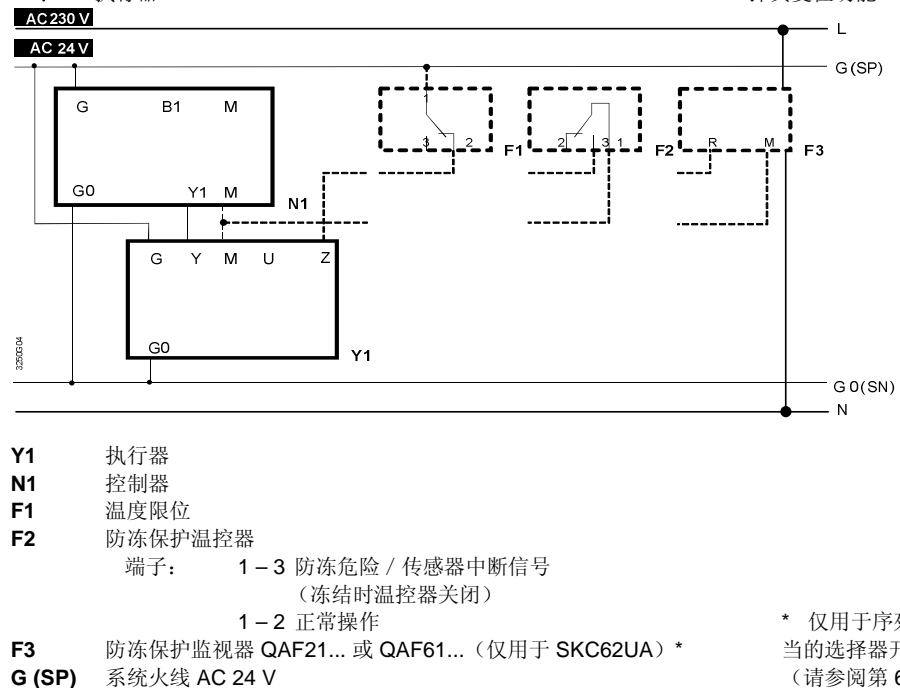 AC 230 V
L
AC 24 V
G (SP)
G B1 M
1
3 2
F1
2 3 1
F2
R M
F3
G0 Y1 M
N1
G Y M U Z
G0
Y1
3250G04
G 0(SN)
N
Y1 执行器
N1 控制器
F1 温度限位
F2 防冻保护温控器
端子： 1 – 3 防冻危险 / 传感器中断信号
（冻结时温控器关闭）
1 – 2 正常操作
* 仅用于序列
F3 防冻保护监视器 QAF21... 或 QAF61...（仅用于 SKC62UA）*
当的选择器开
G (SP) 系统火线 AC 24 V
（请参阅第 6